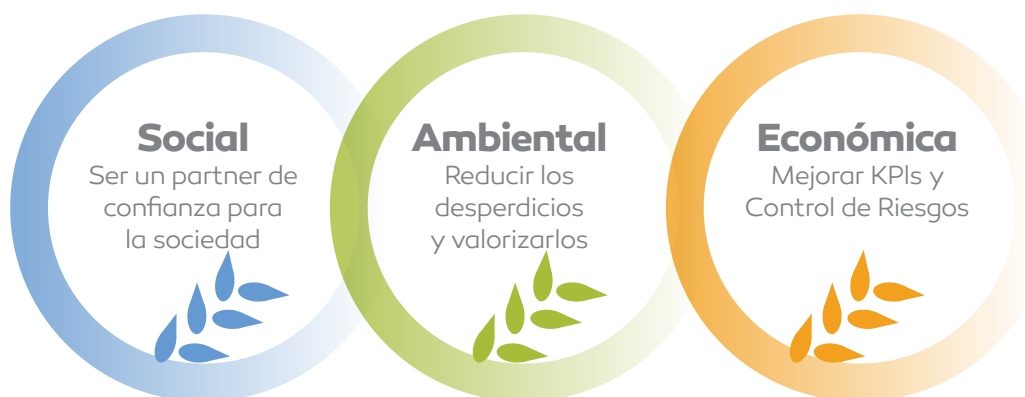 Social
Ser un partner de
confianza para
la sociedad
Ambiental
Reducir los
desperdicios
y valorizarlos
Económica
Mejorar KPIs y
Control de Riesgos